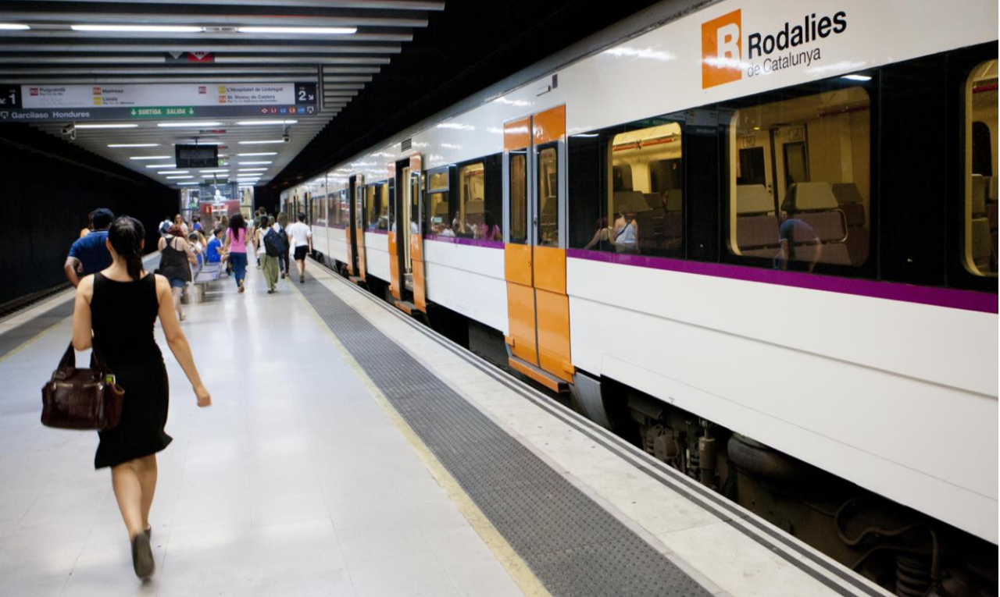 Rodalies
de Catalunya
1
Puigcerdà
Manresa
Lleida
L'Hospitalet de Llobregat
St. Vicenç de Calders
2
Garcilaso Hondures
SORTIDA SALIDA
L1